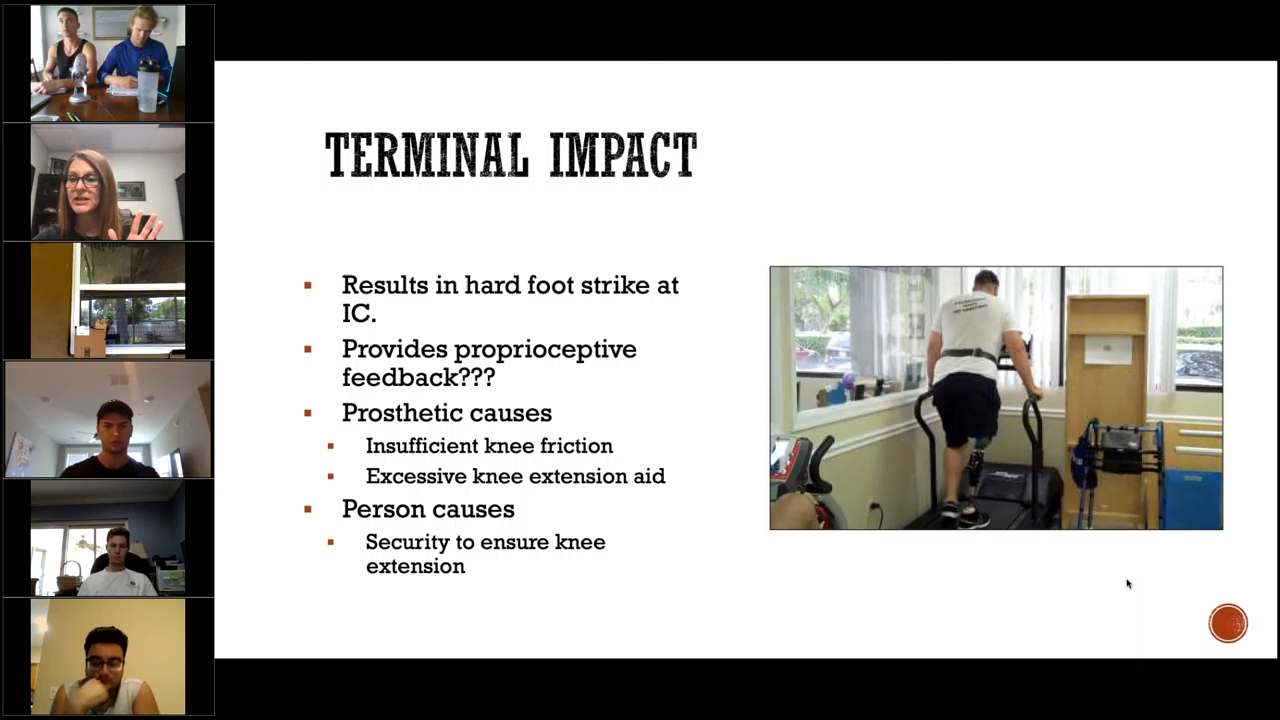 TERMINAL IMPACT
▪ Results in hard foot strike at
IC.
▪ Provides proprioceptive
feedback???
▪ Prosthetic causes
▪ Insufficient knee friction
▪ Excessive knee extension aid
▪ Person causes
▪ Security to ensure knee
extension